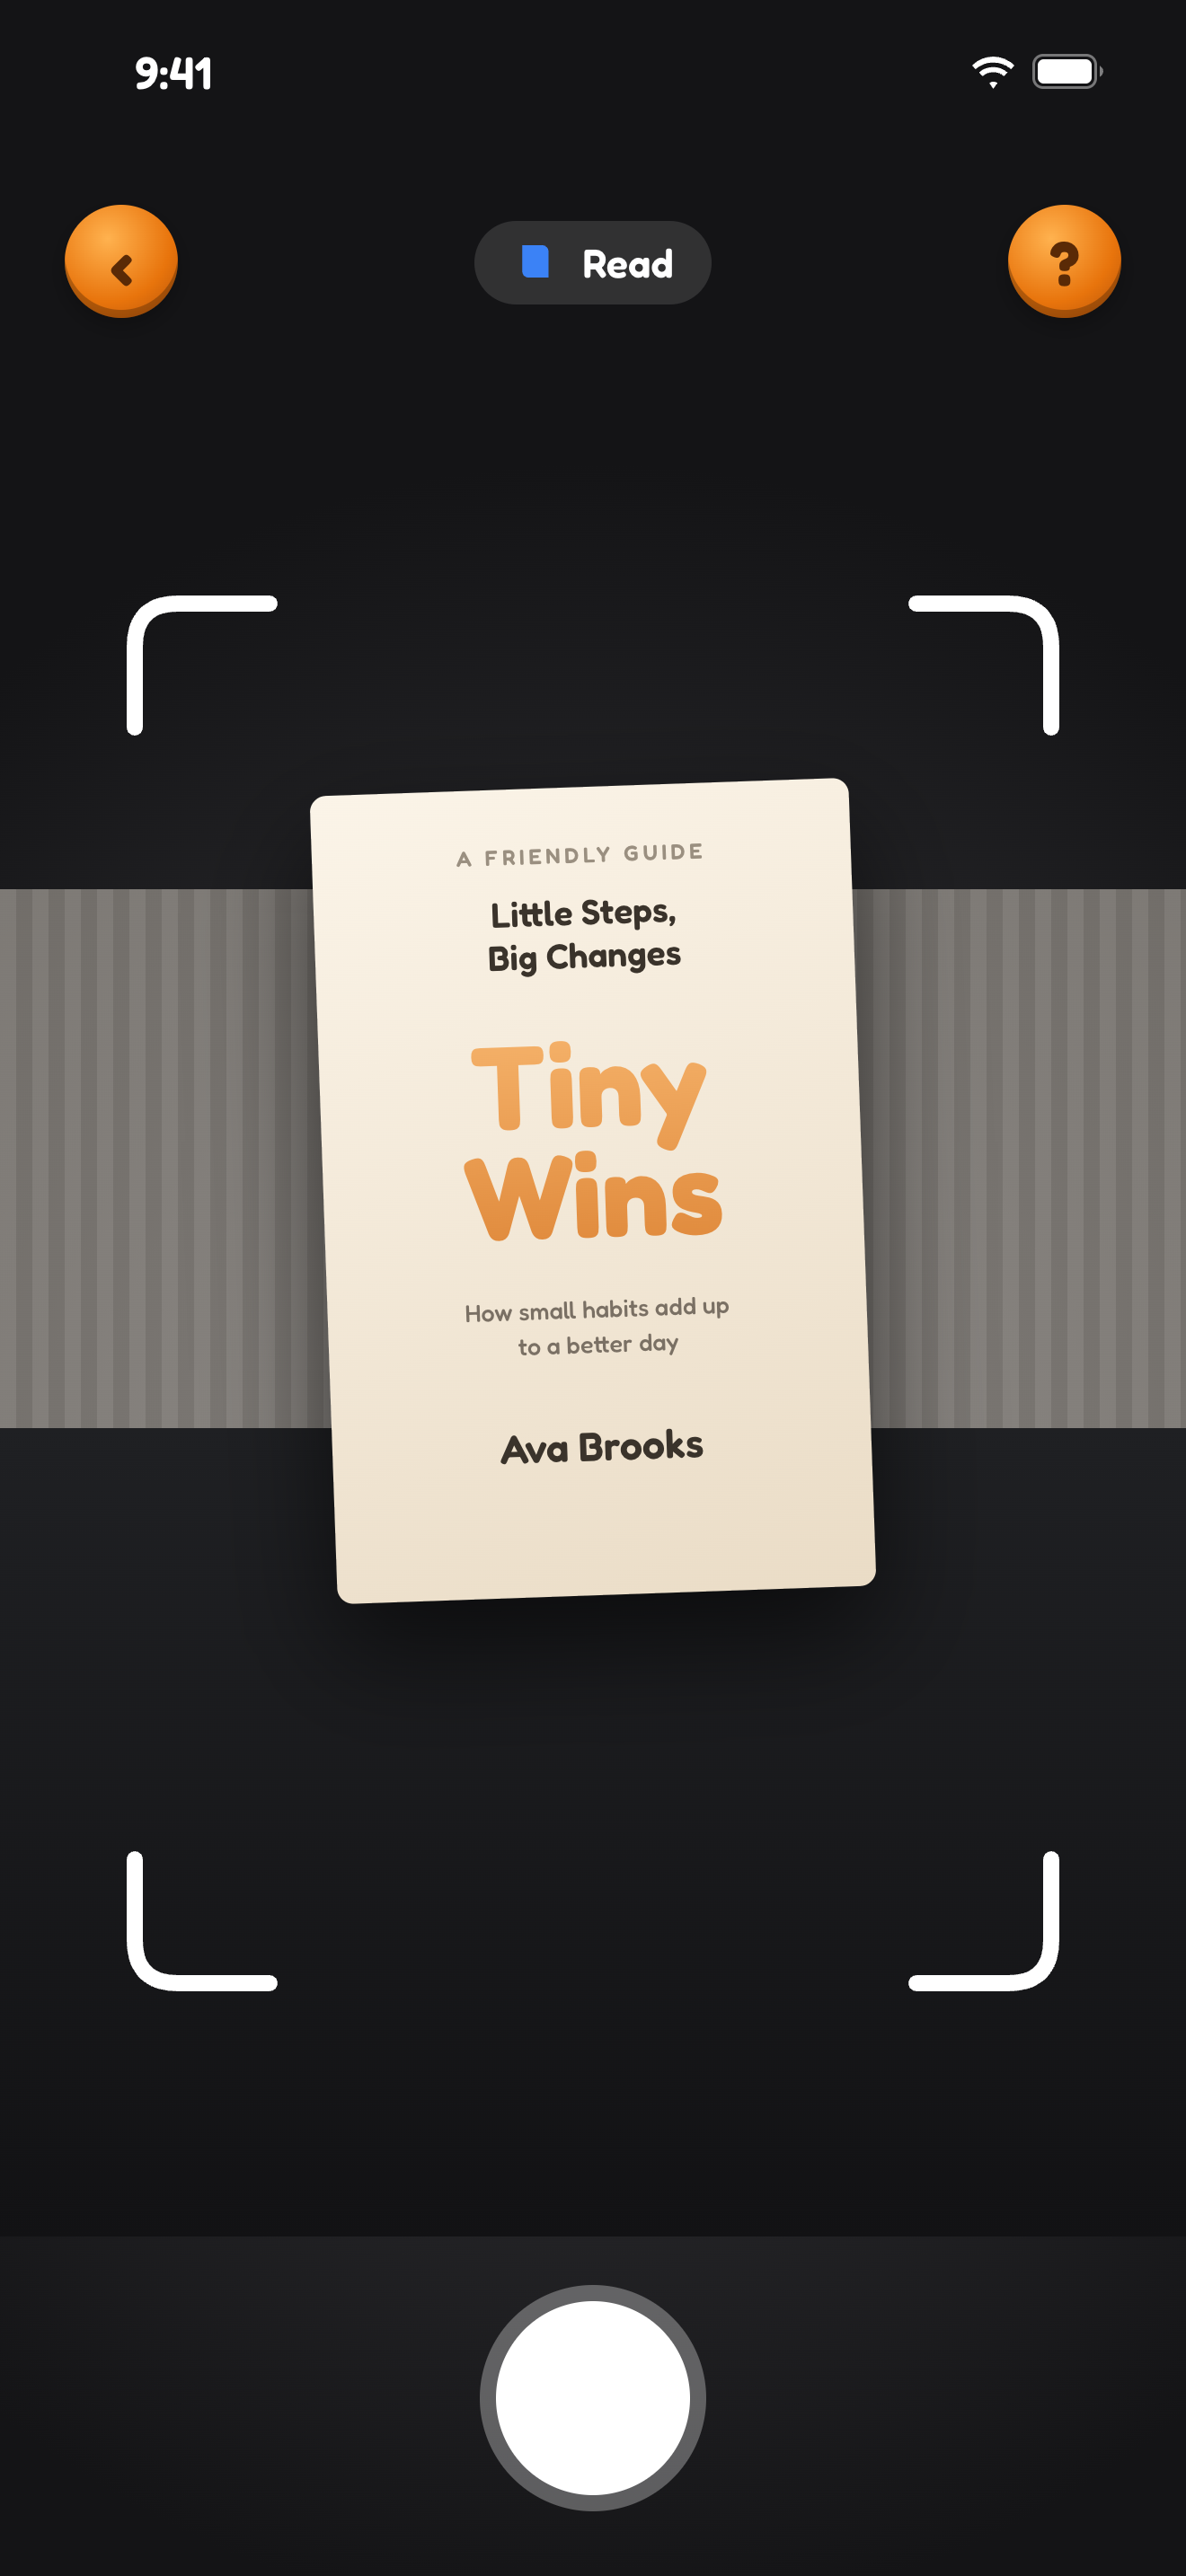 9:41
Read
?
A FRIENDLY GUIDE
Little Steps,
Big Changes
Tiny
Wins
How small habits add up
to a better day
Ava Brooks